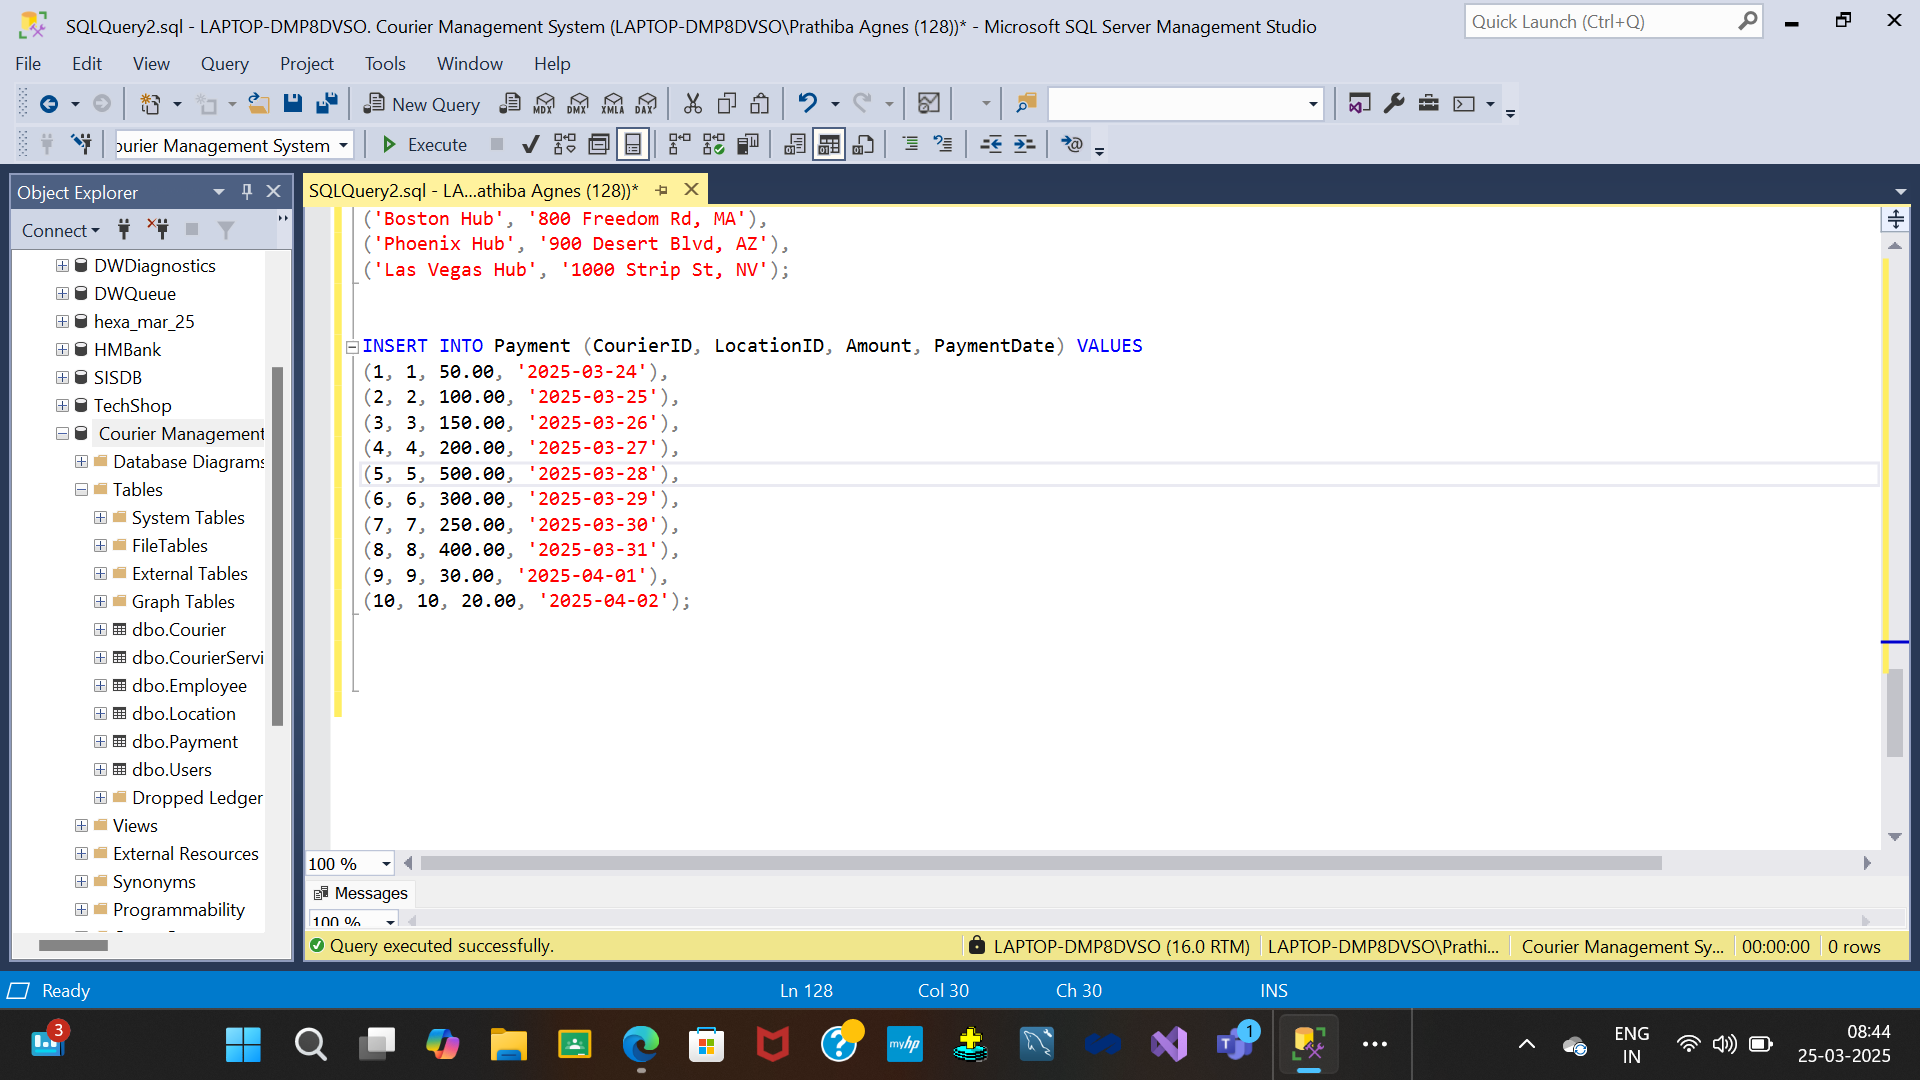 SQLQuery2.sql - LAPTOP-DMP8DVSO. Courier Management System (LAPTOP-DMP8DVSO\Prathiba Agnes (128))* - Microsoft SQL Server Management Studio
Quick Launch (Ctrl+Q)
File Edit View Query Project Tools Window Help
New Query MDX DMX XMLA DAX
ourier Management System Execute
Object Explorer
SQLQuery2.sql - LA...athiba Agnes (128))*
Connect
DWDiagnostics
DWQueue
hexa_mar_25
HMBank
SISDB
TechShop
Courier Management
Database Diagrams
Tables
System Tables
FileTables
External Tables
Graph Tables
dbo.Courier
dbo.CourierServi
dbo.Employee
dbo.Location
dbo.Payment
dbo.Users
Dropped Ledger
Views
External Resources
Synonyms
Programmability
('Boston Hub', '800 Freedom Rd, MA'),
('Phoenix Hub', '900 Desert Blvd, AZ'),
('Las Vegas Hub', '1000 Strip St, NV');
INSERT INTO Payment (CourierID, LocationID, Amount, PaymentDate) VALUES
(1, 1, 50.00, '2025-03-24'),
(2, 2, 100.00, '2025-03-25'),
(3, 3, 150.00, '2025-03-26'),
(4, 4, 200.00, '2025-03-27'),
(5, 5, 500.00, '2025-03-28'),
(6, 6, 300.00, '2025-03-29'),
(7, 7, 250.00, '2025-03-30'),
(8, 8, 400.00, '2025-03-31'),
(9, 9, 30.00, '2025-04-01'),
(10, 10, 20.00, '2025-04-02');
100 %
Messages
100 %
Query executed successfully. LAPTOP-DMP8DVSO (16.0 RTM) LAPTOP-DMP8DVSO\Prathi... Courier Management Sy... 00:00:00 0 rows
Ready Ln 128 Col 30 Ch 30 INS
3
myhp
1
ENG
IN
08:44
25-03-2025